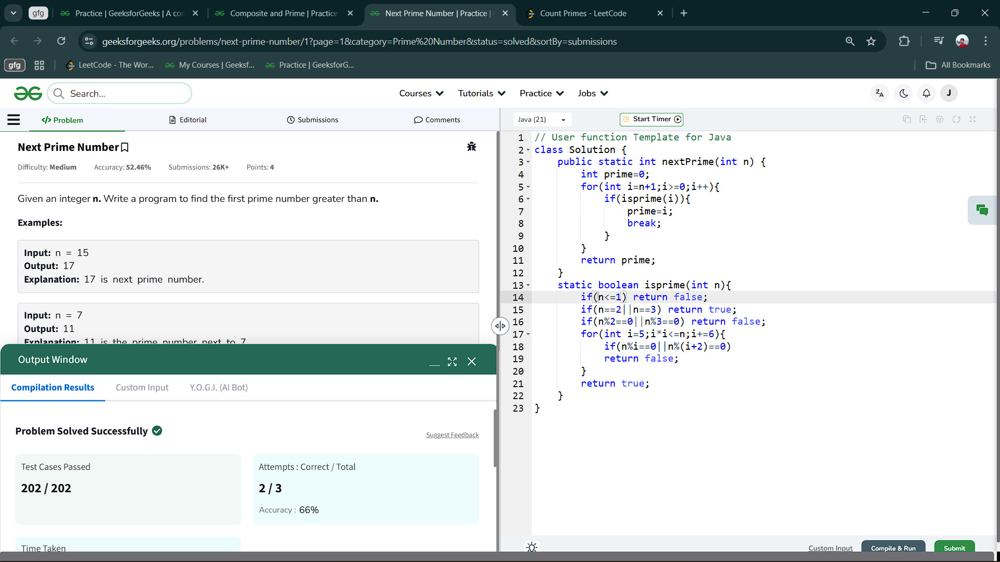 gfg
Practice | GeeksforGeeks | A co
Composite and Prime | Practice
Next Prime Number | Practice |
Count Primes - LeetCode
geeksforgeeks.org/problems/next-prime-number/1?page=1&category=Prime%20Number&status=solved&sortBy=submissions
gfg
LeetCode - The Wor...
My Courses | Geeksf...
Practice | GeeksforG...
All Bookmarks
Search...
Courses
Tutorials
Practice
Jobs
J
</> Problem
Editorial
Submissions
Comments
Java (21)
Start Timer
Next Prime Number
Difficulty: Medium
Accuracy: 52.46%
Submissions: 26K+
Points: 4
Given an integer n. Write a program to find the first prime number greater than n.
Examples:
Input: n = 15
Output: 17
Explanation: 17 is next prime number.
Input: n = 7
Output: 11
Explanation: 11 is the prime number next to 7
Output Window
Compilation Results
Custom Input
Y.O.G.I. (AI Bot)
Problem Solved Successfully
Suggest Feedback
Test Cases Passed
202 / 202
Attempts : Correct / Total
2 / 3
Accuracy : 66%
Time Taken
1 // User function Template for Java
2 class Solution {
3 public static int nextPrime(int n) {
4 int prime=0;
5 for(int i=n+1;i>=0;i++){
6 if(isprime(i)){
7 prime=i;
8 break;
9 }
10 }
11 return prime;
12 }
13 static boolean isprime(int n){
14 if(n<=1) return false;
15 if(n==2||n==3) return true;
16 if(n%2==0||n%3==0) return false;
17 for(int i=5;i*i<=n;i+=6){
18 if(n%i==0||n%(i+2)==0)
19 return false;
20 }
21 return true;
22 }
23 }
Custom Input
Compile & Run
Submit